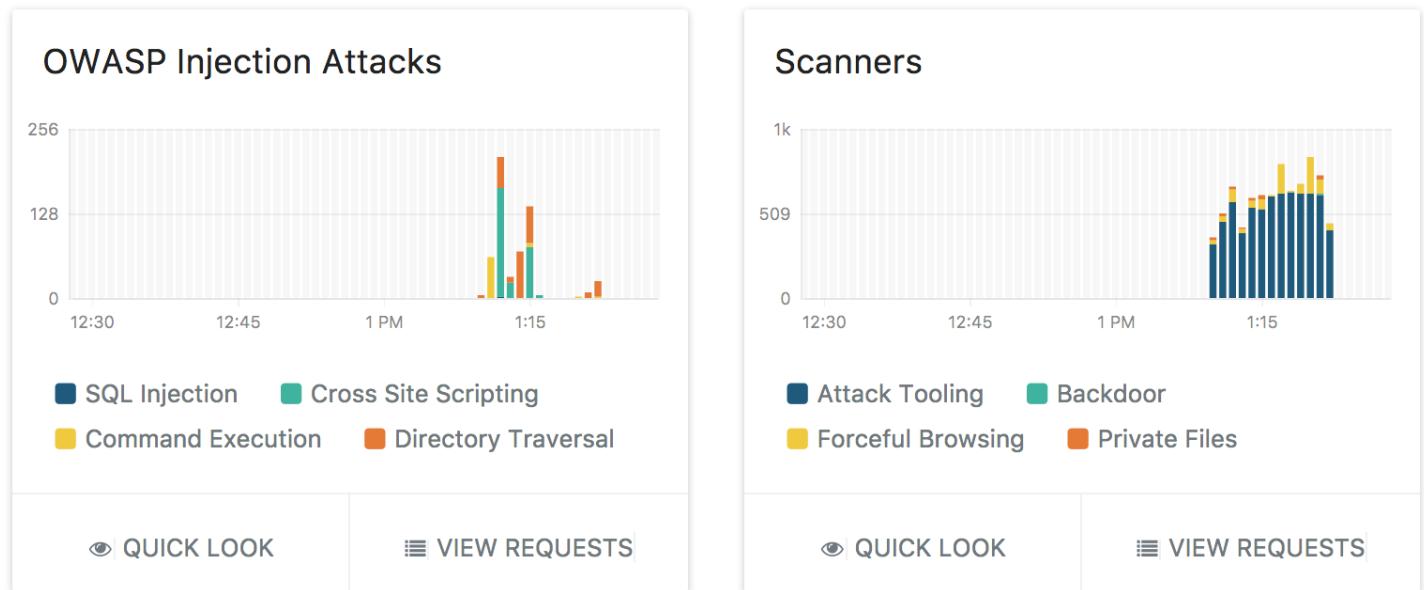 OWASP Injection Attacks
256
128
0
12:30 12:45 1 PM 1:15
SQL Injection Cross Site Scripting
Command Execution Directory Traversal
QUICK LOOK VIEW REQUESTS
Scanners
1k
509
0
12:30 12:45 1 PM 1:15
Attack Tooling Backdoor
Forceful Browsing Private Files
QUICK LOOK VIEW REQUESTS